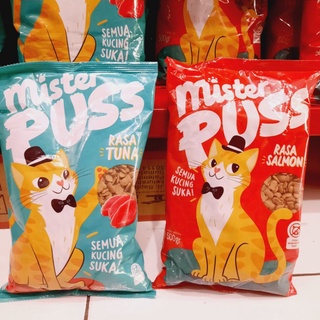 SEMUA
KUCING
SUKA!
Mister
PUSS
RASA
TUNA
SEMUA
KUCING
SUKA!
Mister
PUSS
RASA
SALMON
SEMUA
KUCING
SUKA!